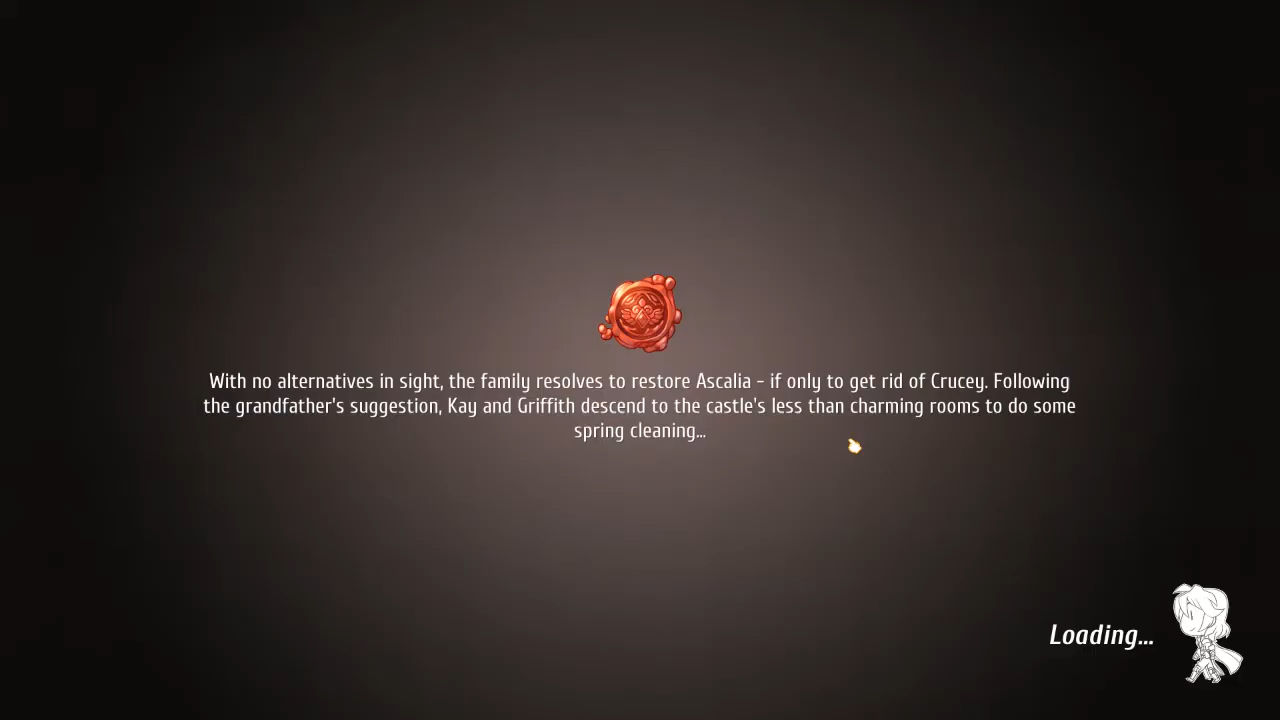 With no alternatives in sight, the family resolves to restore Ascalia - if only to get rid of Crucey. Following
the grandfather's suggestion, Kay and Griffith descend to the castle's less than charming rooms to do some
spring cleaning...
Loading...